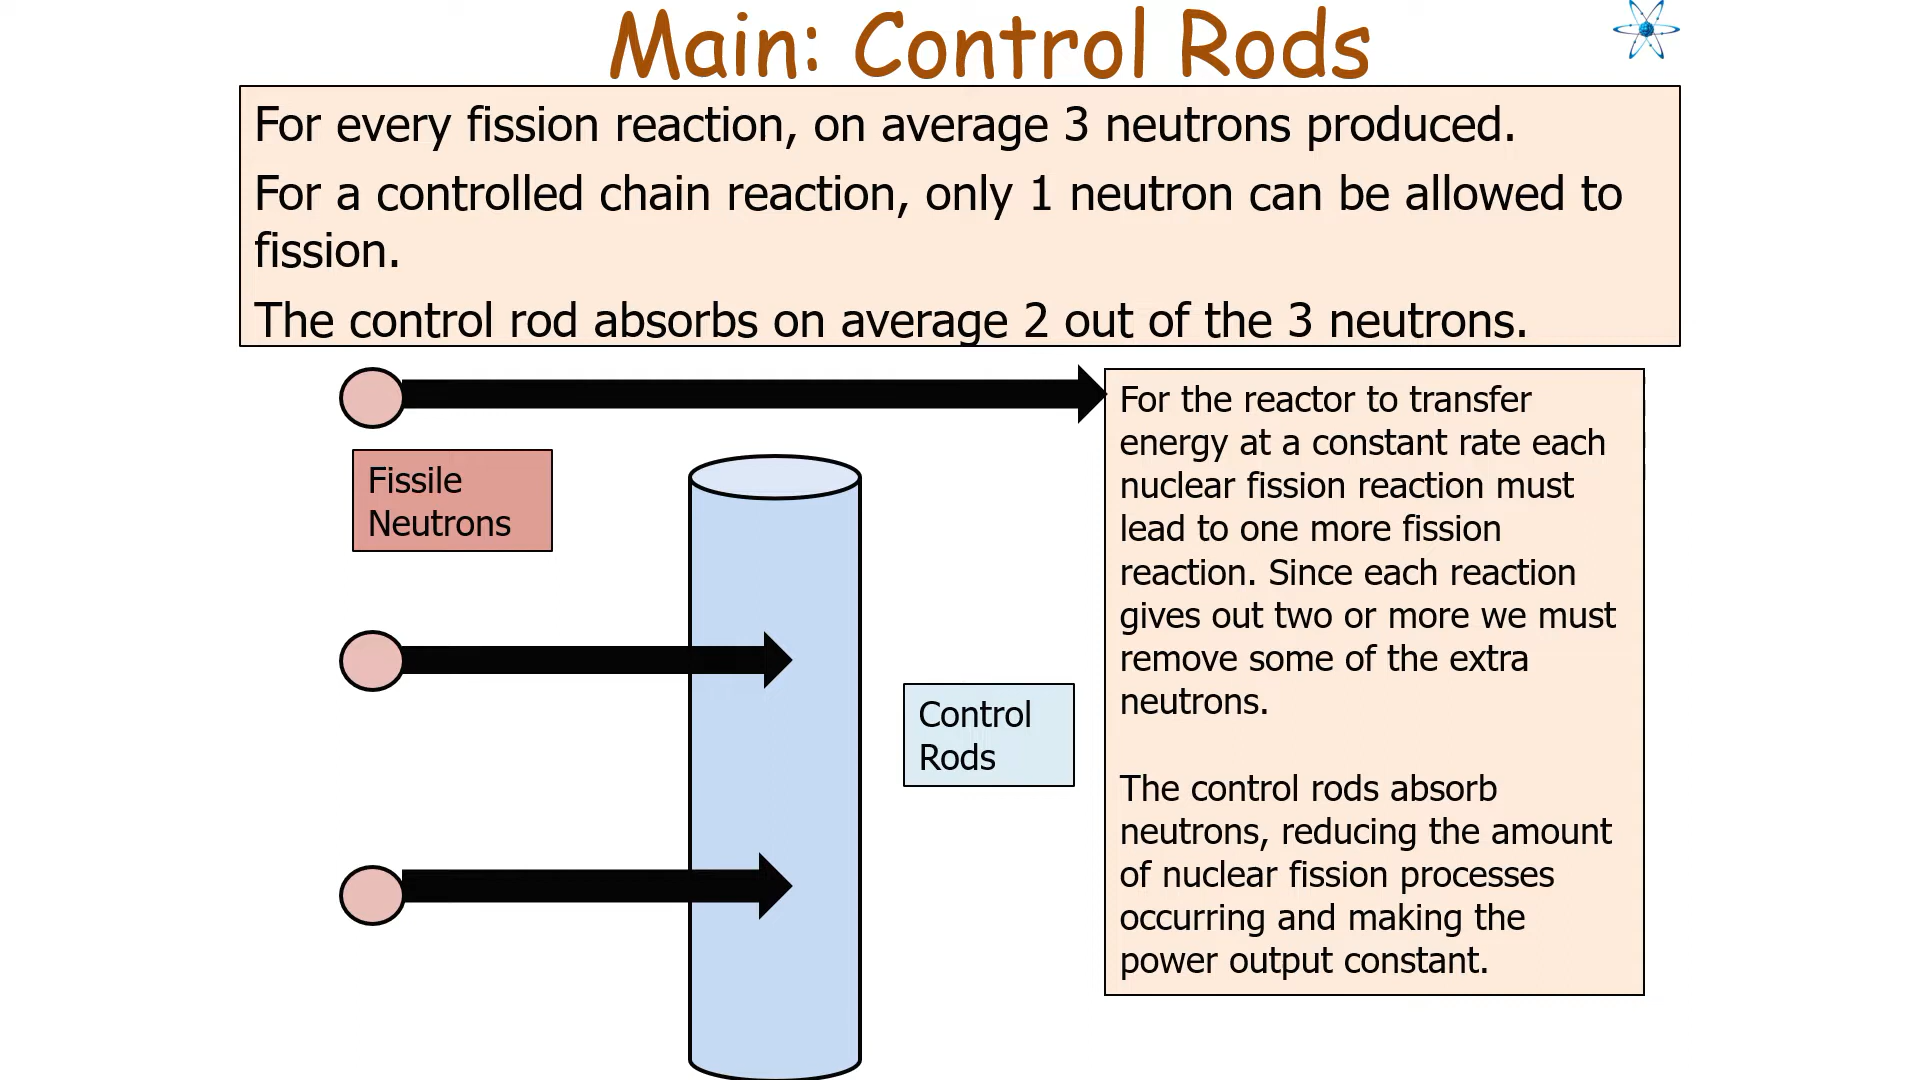 Main: Control Rods
For every fission reaction, on average 3 neutrons produced.
For a controlled chain reaction, only 1 neutron can be allowed to
fission.
The control rod absorbs on average 2 out of the 3 neutrons.
Fissile
Neutrons
Control
Rods
For the reactor to transfer
energy at a constant rate each
nuclear fission reaction must
lead to one more fission
reaction. Since each reaction
gives out two or more we must
remove some of the extra
neutrons.
The control rods absorb
neutrons, reducing the amount
of nuclear fission processes
occurring and making the
power output constant.